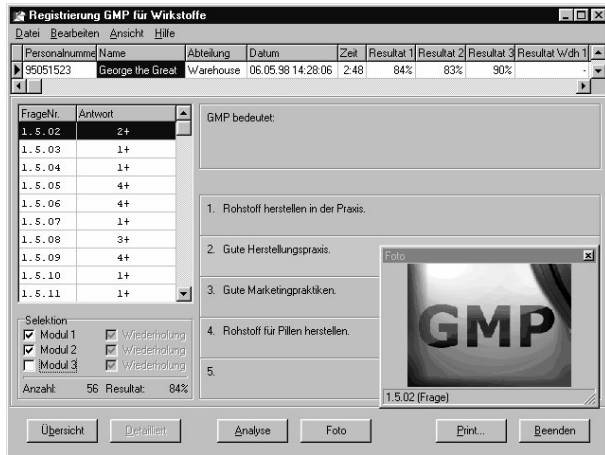 Registrierung GMP für Wirkstoffe
Datei Bearbeiten Ansicht Hilfe
Personalnumme Name Abteilung Datum Zeit Resultat 1 Resultat 2 Resultat 3 Resultat Wdh 1
95051523 George the Great Warehouse 06.05.98 14:28:06 2:48 84% 83% 90% -
FrageNr. Antwort
1.5.02 2+
1.5.03 1+
1.5.04 1+
1.5.05 4+
1.5.06 4+
1.5.07 1+
1.5.08 3+
1.5.09 4+
1.5.10 1+
1.5.11 1+
Selektion
Modul 1 Wiederholung
Modul 2 Wiederholung
Modul 3 Wiederholung
Anzahl: 56 Resultat: 84%
GMP bedeutet:
1. Rohstoff herstellen in der Praxis.
2. Gute Herstellungspraxis.
3. Gute Marketingpraktiken.
4. Rohstoff für Pillen herstellen.
5.
Foto
GMP
1.5.02 (Frage)
Übersicht Detailliert Analyse Foto Print... Beenden